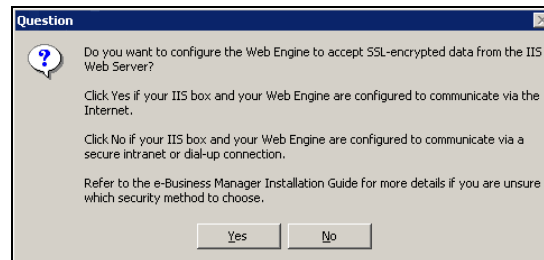 Question
Do you want to configure the Web Engine to accept SSL-encrypted data from the IIS
Web Server?
Click Yes if your IIS box and your Web Engine are configured to communicate via the
Internet.
Click No if your IIS box and your Web Engine are configured to communicate via a
secure intranet or dial-up connection.
Refer to the e-Business Manager Installation Guide for more details if you are unsure
which security method to choose.
Yes No